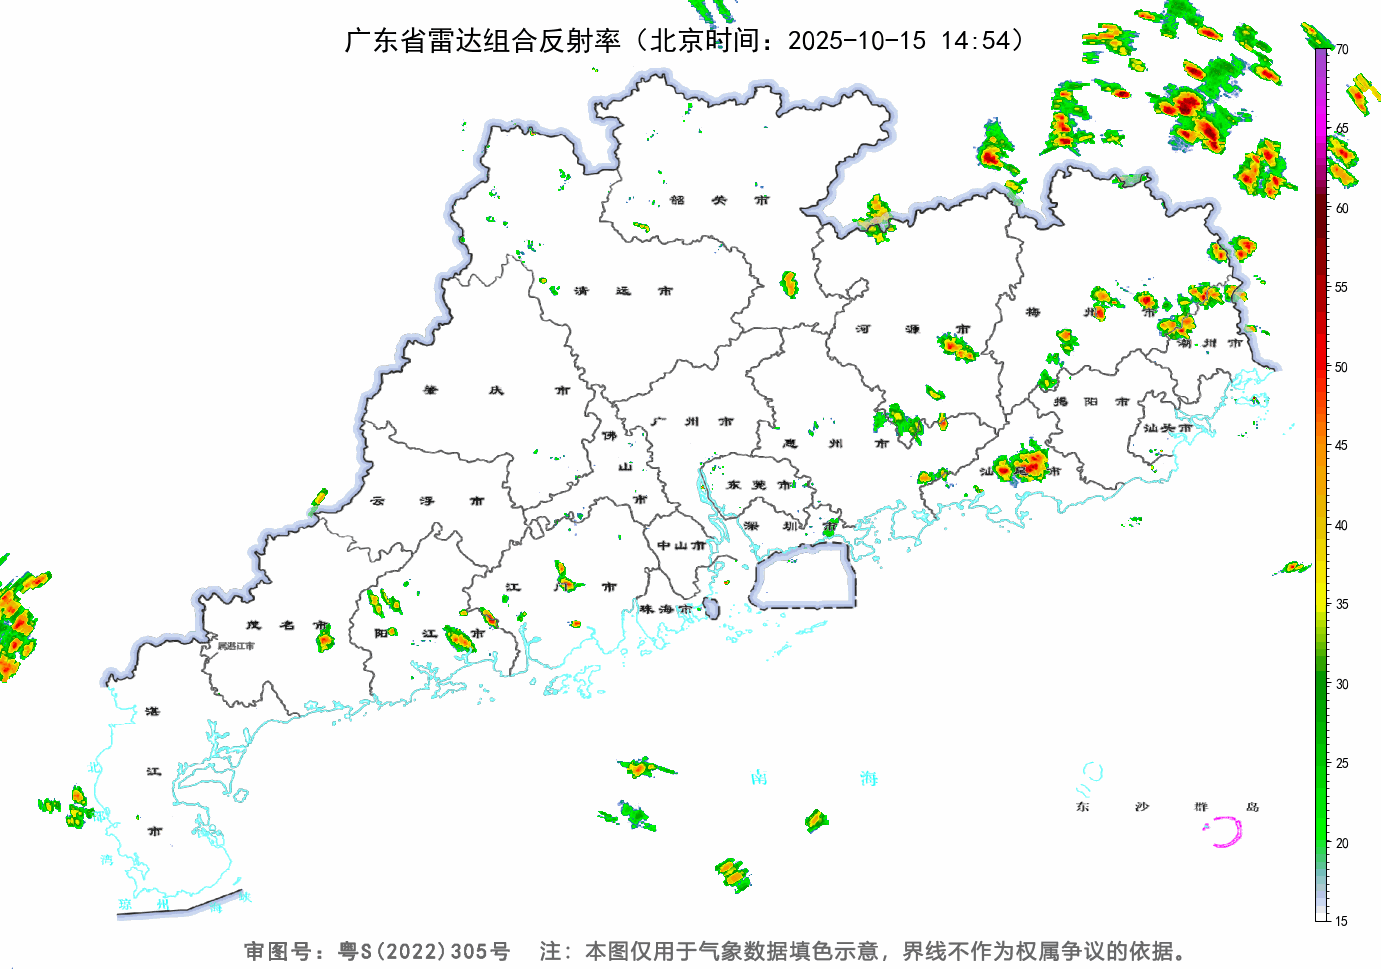 广东省雷达组合反射率（北京时间：2025-10-15 14:54）
70
65
60
55
50
45
40
35
30
25
20
15
韶关市
清远市
河源市
梅州市
潮州市
肇庆市
广州市
惠州市
揭阳市
汕头市
佛山市
云浮市
东莞市
汕尾市
深圳市
中山市
江门市
珠海市
茂名市
阳江市
属湛江市
湛江市
北部湾
琼州海峡
南海
东沙群岛
审图号：粤S(2022)305号 注：本图仅用于气象数据填色示意，界线不作为权属争议的依据。